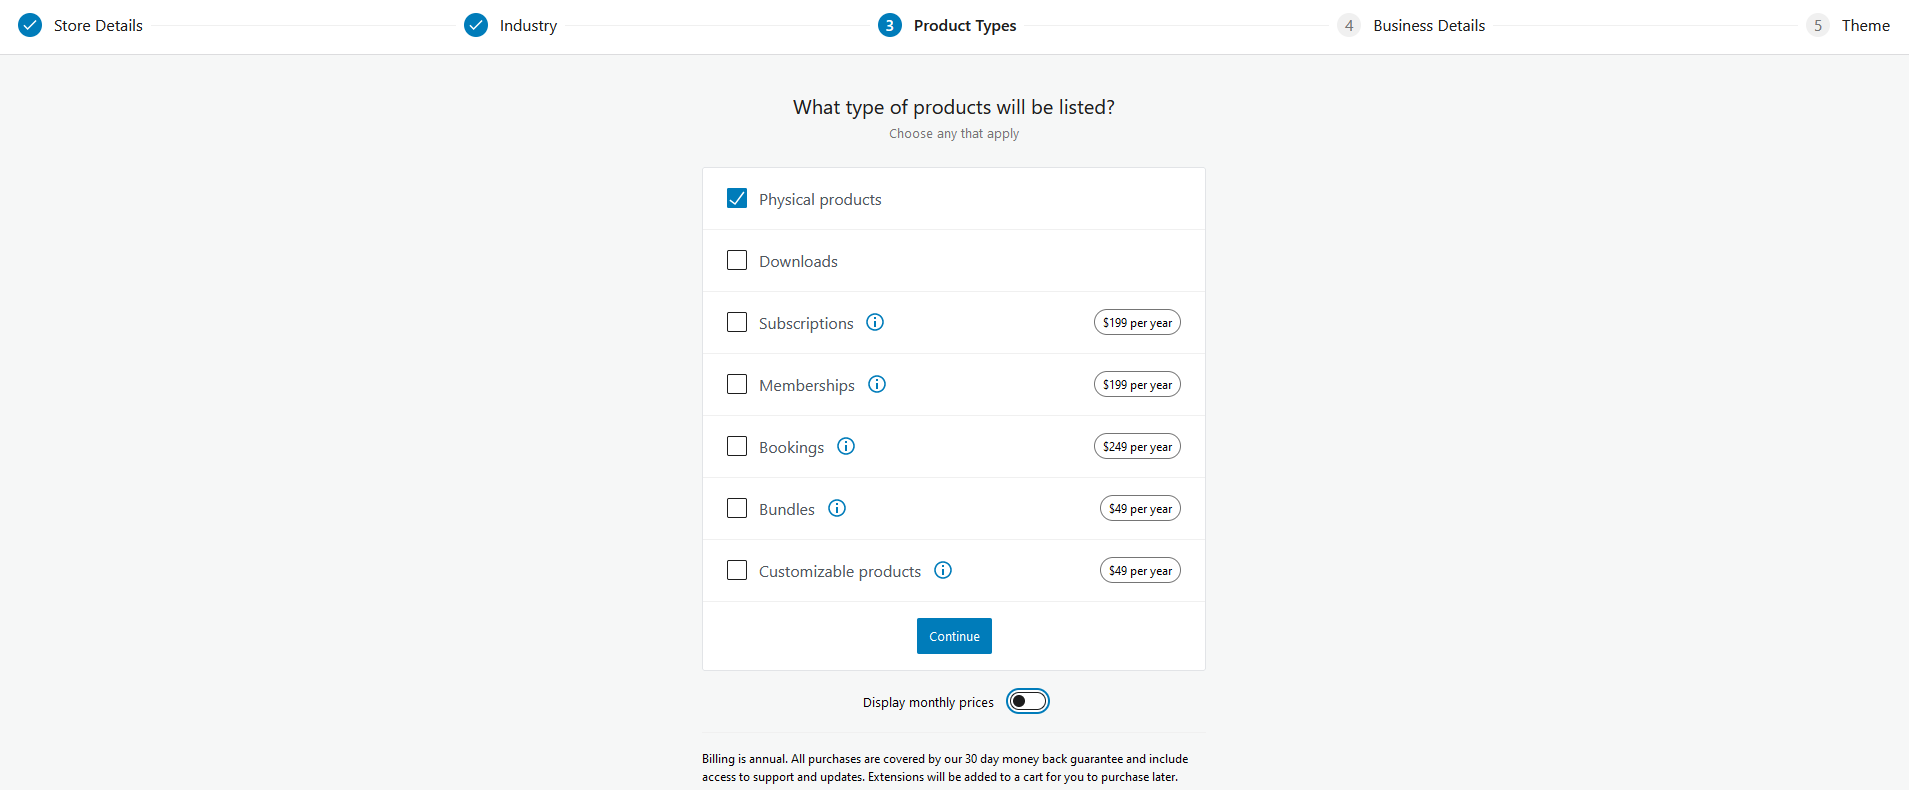 Store Details
Industry
3 Product Types
4 Business Details
5 Theme
What type of products will be listed?
Choose any that apply
Physical products
Downloads
Subscriptions $199 per year
Memberships $199 per year
Bookings $249 per year
Bundles $49 per year
Customizable products $49 per year
Continue
Display monthly prices
Billing is annual. All purchases are covered by our 30 day money back guarantee and include
access to support and updates. Extensions will be added to a cart for you to purchase later.